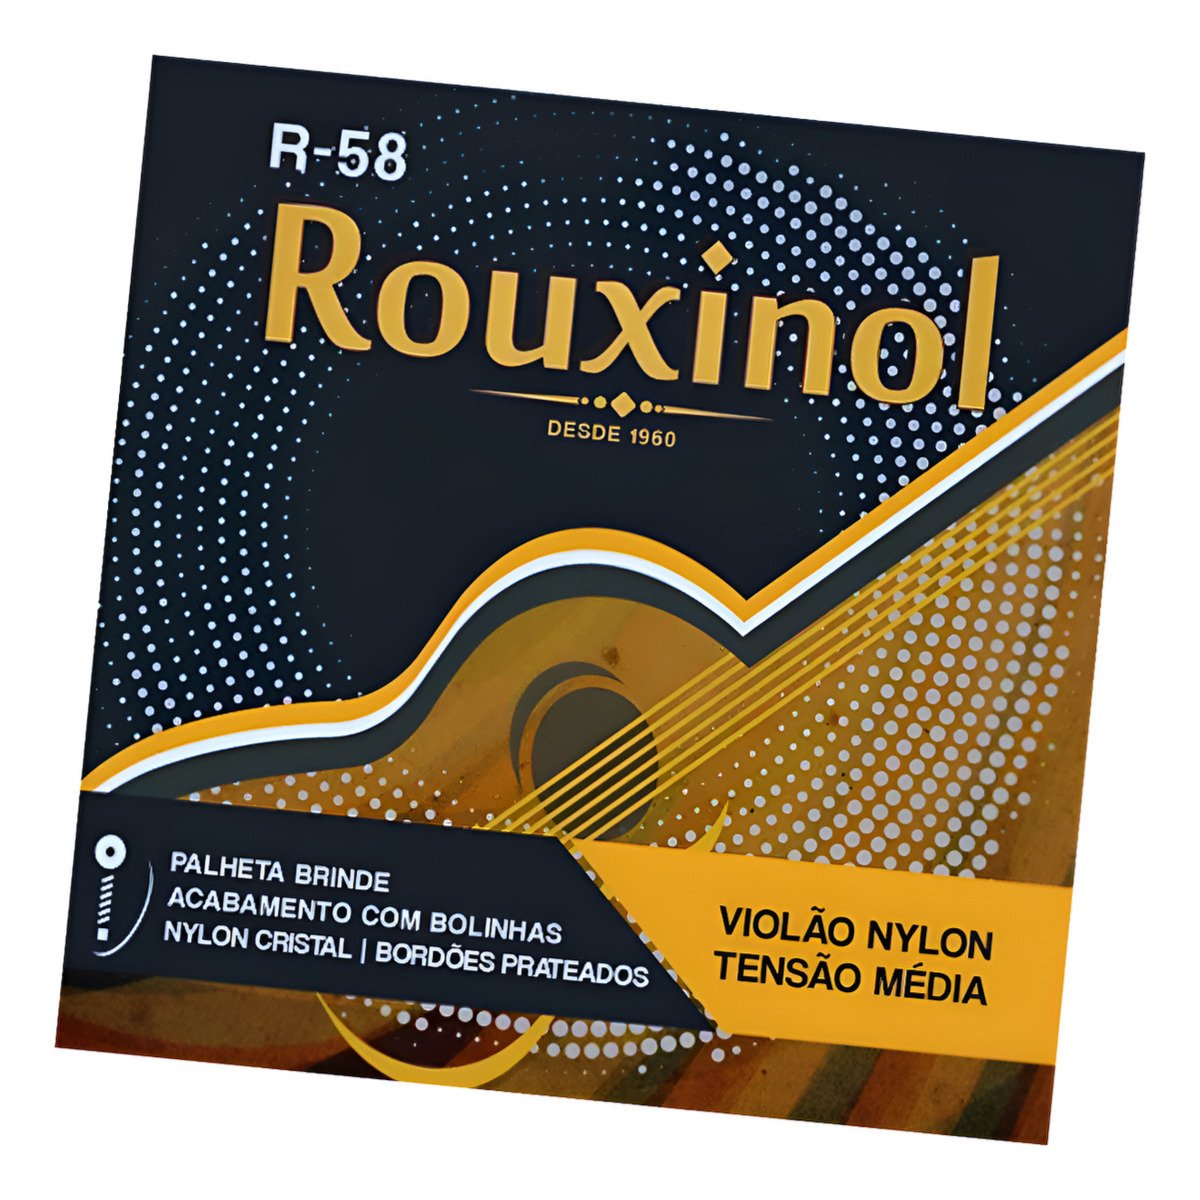 R-58
Rouxinol
DESDE 1960
PALHETA BRINDE
ACABAMENTO COM BOLINHAS
NYLON CRISTAL | BORDÕES PRATEADOS
VIOLÃO NYLON
TENSÃO MÉDIA